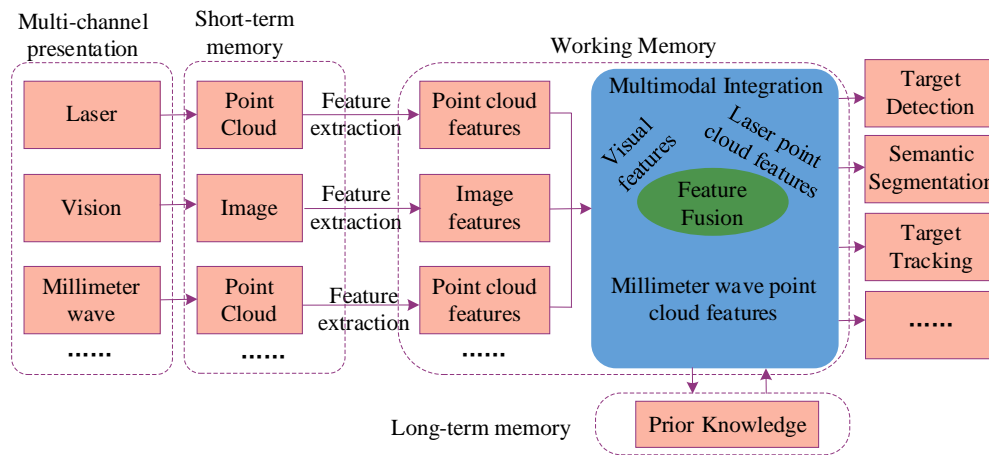 Multi-channel
presentation
Short-term
memory
Working Memory
Laser
Vision
Millimeter
wave
......
Point
Cloud
Image
Point
Cloud
......
Feature
extraction
Feature
extraction
Feature
extraction
Point cloud
features
Image
features
Point cloud
features
......
Multimodal Integration
Visual
features
Laser point
cloud features
Feature
Fusion
Millimeter wave point
cloud features
Target
Detection
Semantic
Segmentation
Target
Tracking
......
Long-term memory
Prior Knowledge